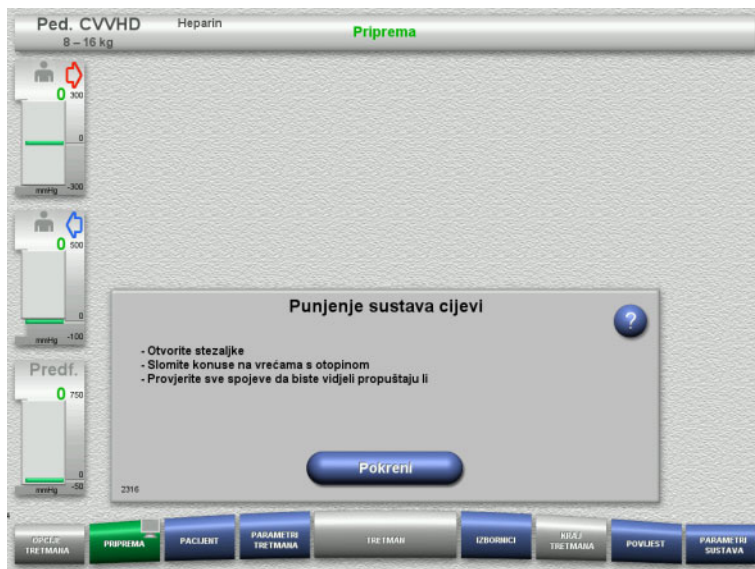 Ped. CVVHD Heparin Priprema
8 – 16 kg
0 300
0
mmHg -300
0 500
0
mmHg -100
Predf.
0 750
0
mmHg -50
Punjenje sustava cijevi
?
- Otvorite stezaljke
- Slomite konuse na vrećama s otopinom
- Provjerite sve spojeve da biste vidjeli propuštaju li
Pokreni
2316
OPCIJE TRETMANA
PRIPREMA
PACIJENT
PARAMETRI TRETMANA
TRETMAN
IZBORNICI
KRAJ TRETMANA
POVIJEST
PARAMETRI SUSTAVA